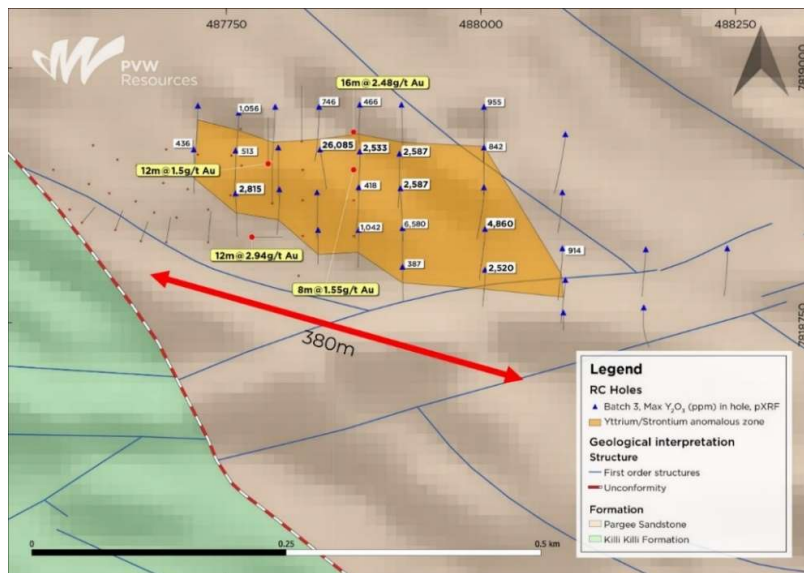 487750
488000
488250
PVW
Resources
7819000
16m @ 2.48g/t Au
1,056
746
466
955
436
513
26,085
2,533
2,587
842
12m @ 1.5g/t Au
2,815
418
2,587
1,042
6,580
4,860
12m @ 2.94g/t Au
914
387
2,520
8m @ 1.55g/t Au
7818750
380m
Legend
RC Holes
Batch 3, Max Y₂O₃ (ppm) in hole, pXRF
Yttrium/Strontium anomalous zone
Geological interpretation
Structure
First order structures
Unconformity
Formation
Pargee Sandstone
Killi Killi Formation
0
0.25
0.5 km